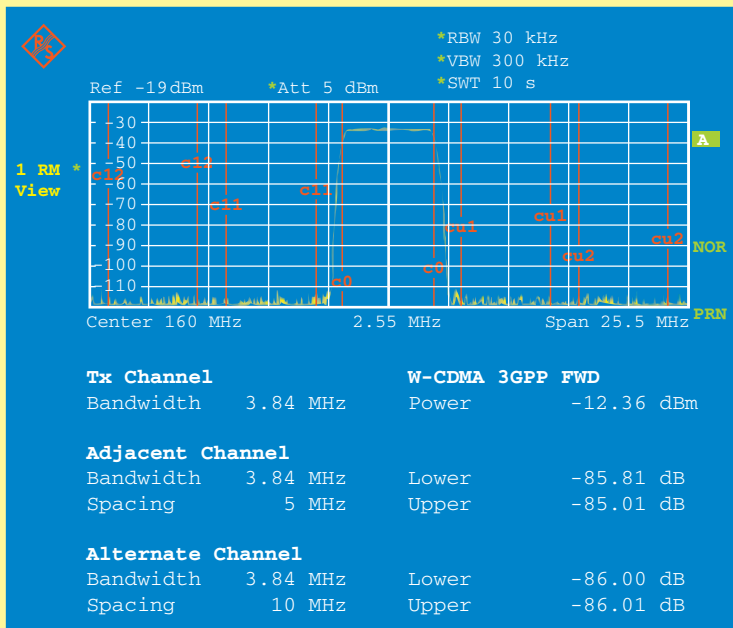 R&S
*RBW 30 kHz
*VBW 300 kHz
Ref -19dBm *Att 5 dBm *SWT 10 s
-30
-40
-50
-60
-70
-80
-90
-100
-110
1 RM *
View
A
NOR
PRN
c12 c12 c11 c11 c0 c0 cu1 cu1 cu2 cu2
Center 160 MHz 2.55 MHz Span 25.5 MHz
Tx Channel W-CDMA 3GPP FWD
Bandwidth 3.84 MHz Power -12.36 dBm
Adjacent Channel
Bandwidth 3.84 MHz Lower -85.81 dB
Spacing 5 MHz Upper -85.01 dB
Alternate Channel
Bandwidth 3.84 MHz Lower -86.00 dB
Spacing 10 MHz Upper -86.01 dB